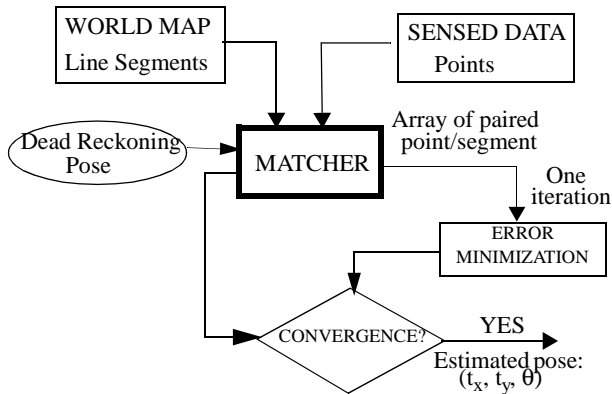 WORLD MAP
Line Segments
SENSED DATA
Points
Dead Reckoning
Pose
MATCHER
Array of paired
point/segment
One
iteration
ERROR
MINIMIZATION
CONVERGENCE?
YES
Estimated pose:
(tx, ty, θ)